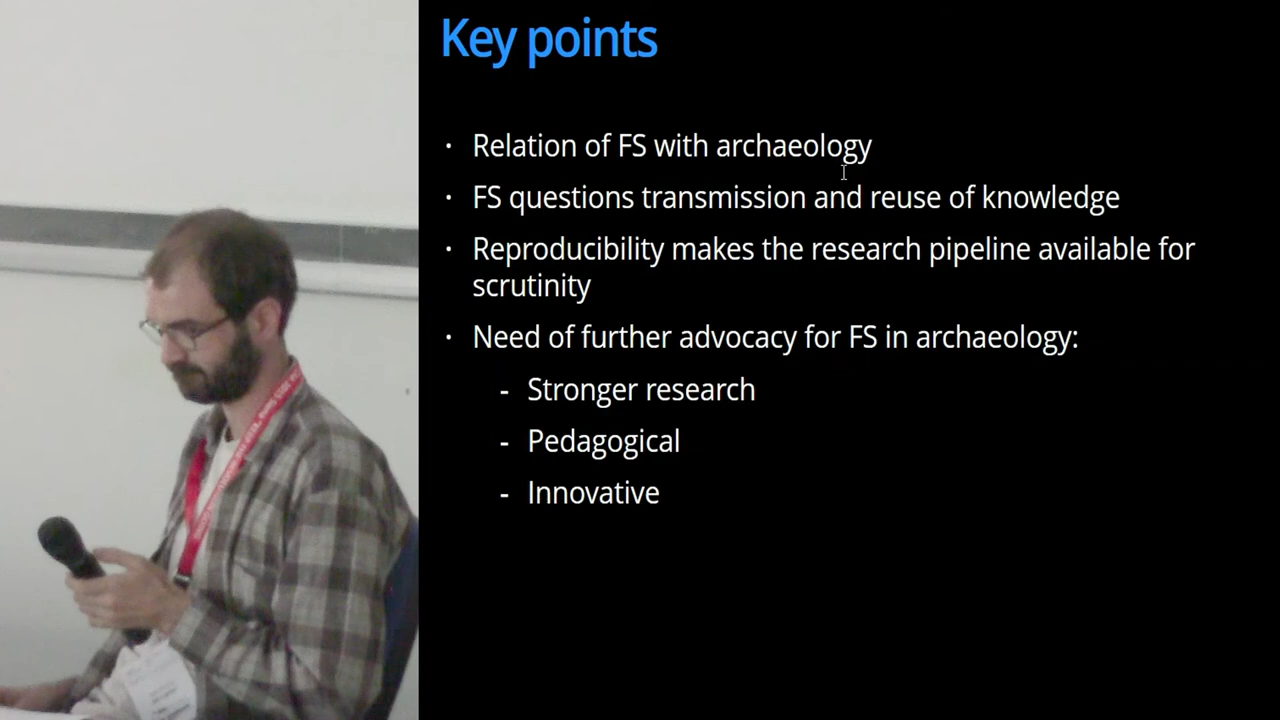 Key points
· Relation of FS with archaeology
· FS questions transmission and reuse of knowledge
· Reproducibility makes the research pipeline available for
scrutinity
· Need of further advocacy for FS in archaeology:
- Stronger research
- Pedagogical
- Innovative